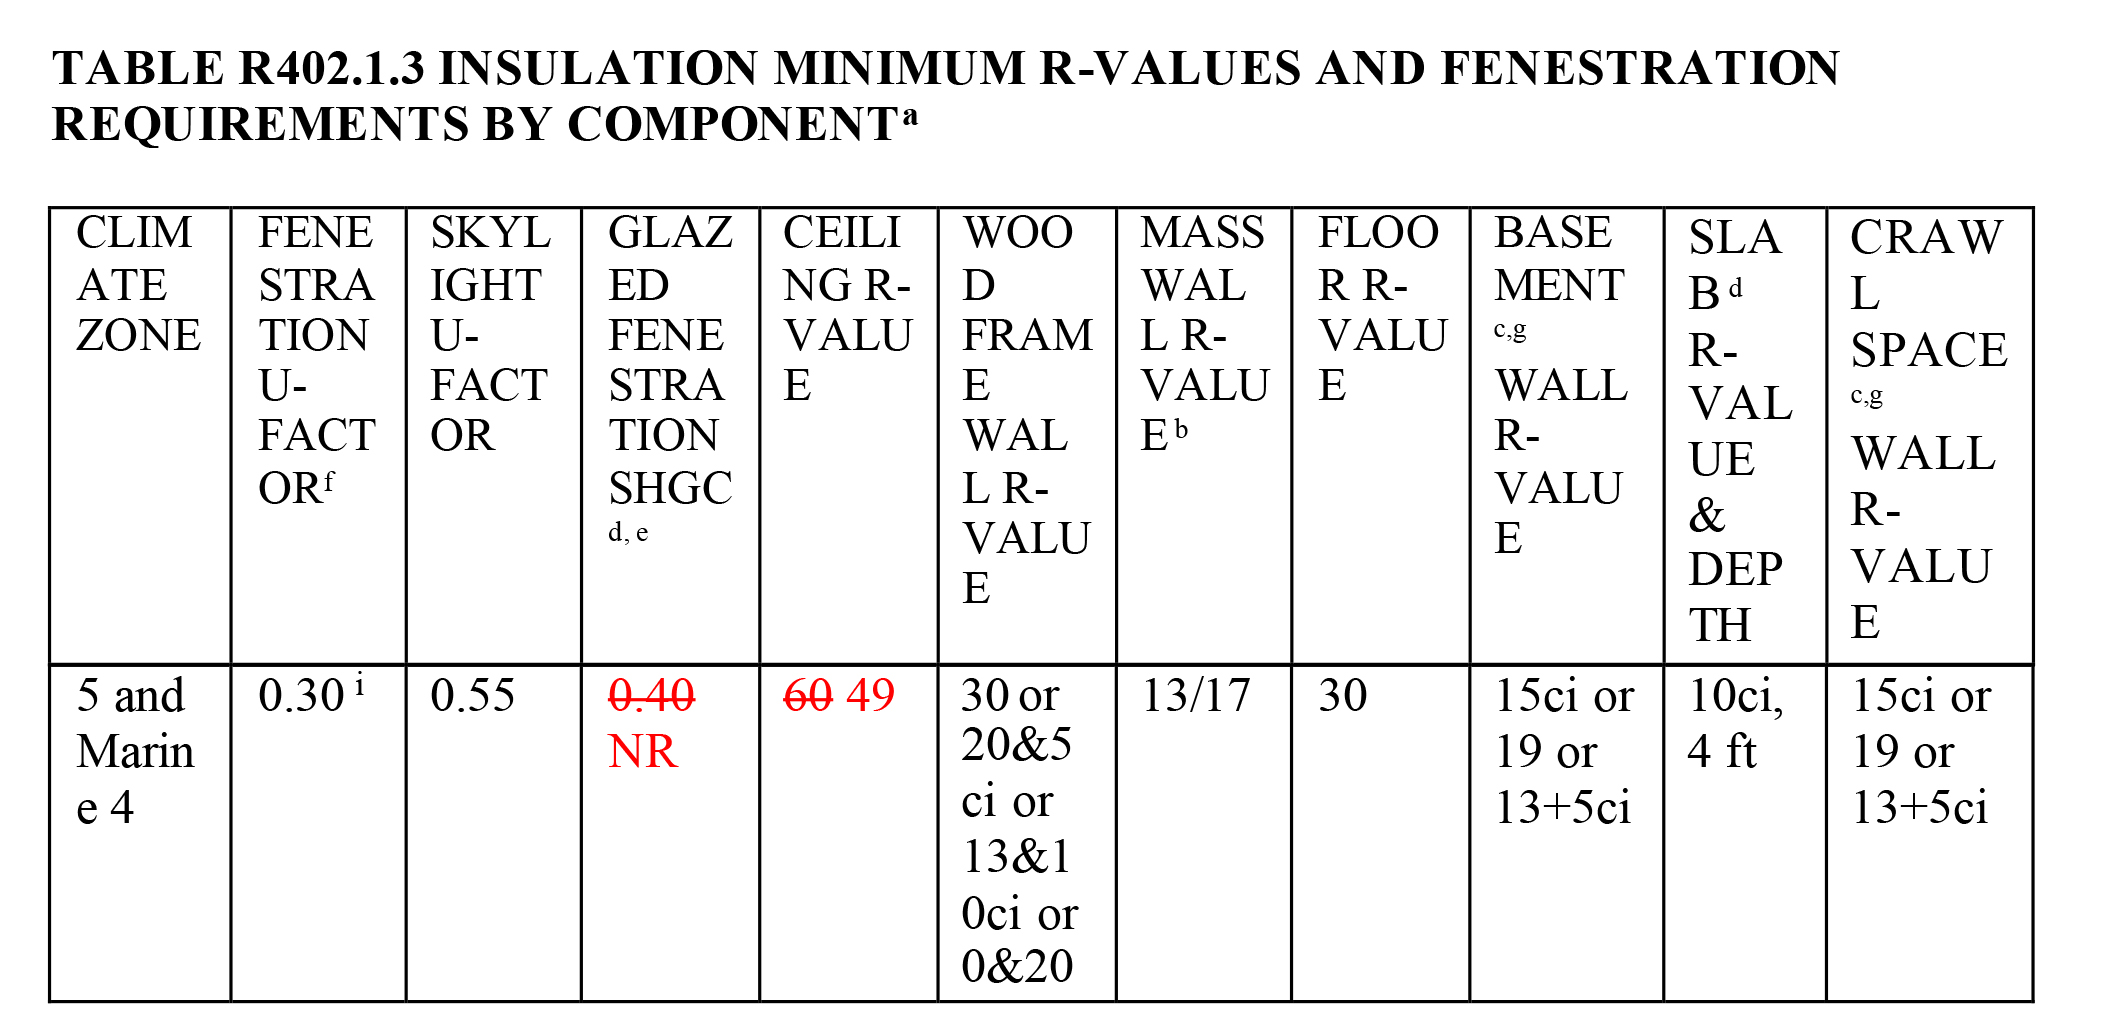 TABLE R402.1.3 INSULATION MINIMUM R-VALUES AND FENESTRATION
REQUIREMENTS BY COMPONENTa
CLIM
ATE
ZONE
FENE
STRA
TION
U-
FACT
ORf
SKYL
IGHT
U-
FACT
OR
GLAZ
ED
FENE
STRA
TION
SHGC
d, e
CEILI
NG R-
VALU
E
WOO
D
FRAM
E
WAL
L R-
VALU
E
MASS
WAL
L R-
VALU
E b
FLOO
R R-
VALU
E
BASE
MENT
c,g
WALL
R-
VALU
E
SLA
B d
R-
VAL
UE
&
DEP
TH
CRAW
L
SPACE
c,g
WALL
R-
VALU
E
5 and
Marin
e 4
0.30 i
0.55
0.40
NR
60 49
30 or
20&5
ci or
13&1
0ci or
0&20
13/17
30
15ci or
19 or
13+5ci
10ci,
4 ft
15ci or
19 or
13+5ci